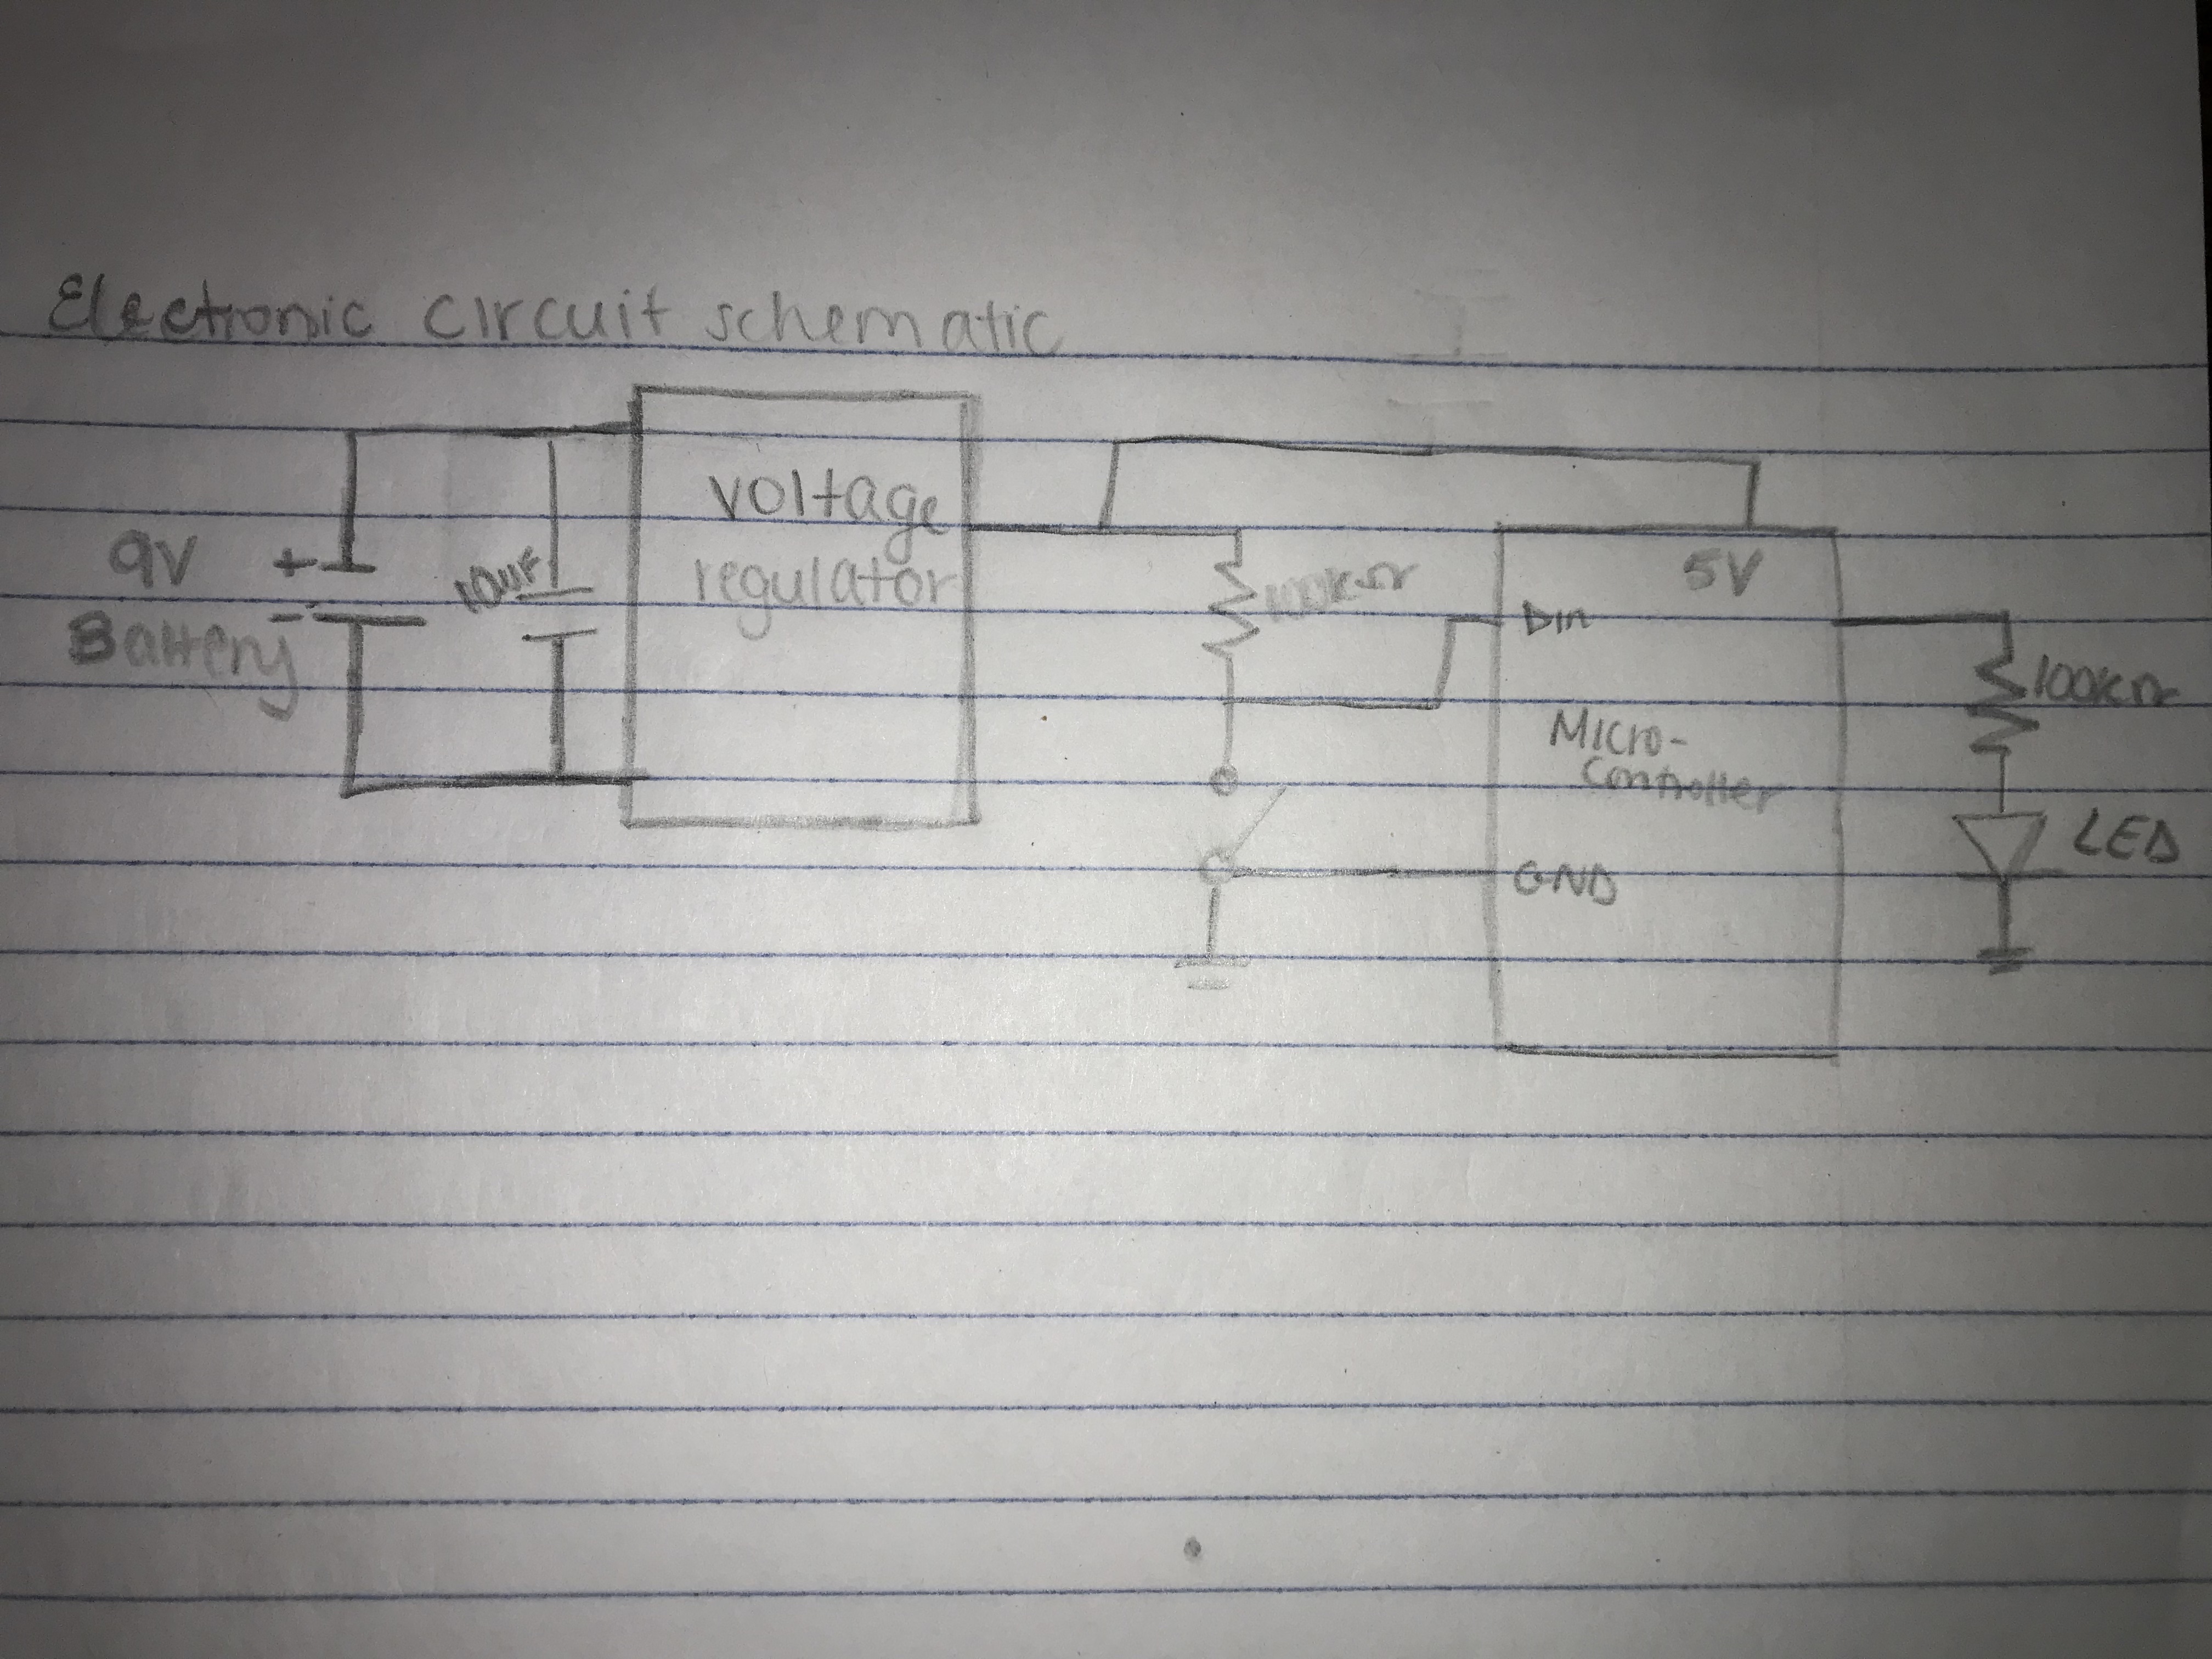 Electronic circuit schematic
9V
Battery
+
-
10uF
voltage
regulator
100KΩ
Din
5V
Micro-
controller
GND
100KΩ
LED